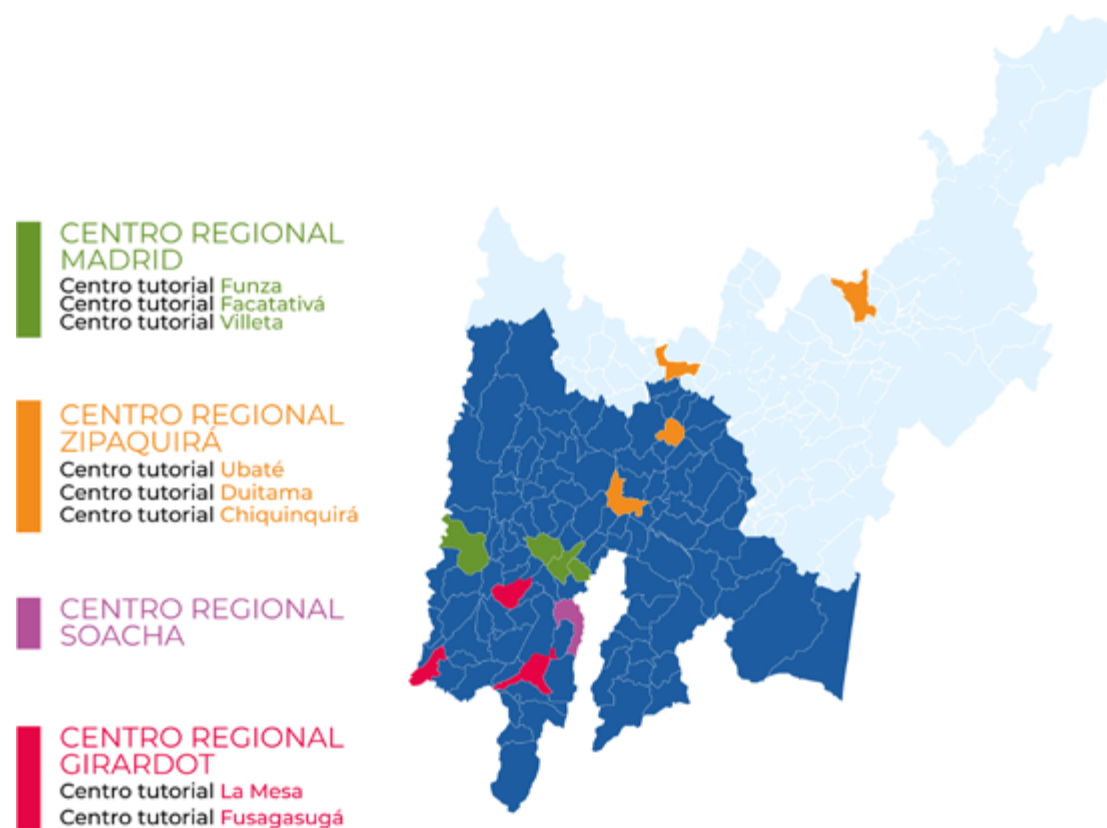 CENTRO REGIONAL
MADRID
Centro tutorial Funza
Centro tutorial Facatativá
Centro tutorial Villeta
CENTRO REGIONAL
ZIPAQUIRÁ
Centro tutorial Ubaté
Centro tutorial Duitama
Centro tutorial Chiquinquirá
CENTRO REGIONAL
SOACHA
CENTRO REGIONAL
GIRARDOT
Centro tutorial La Mesa
Centro tutorial Fusagasugá